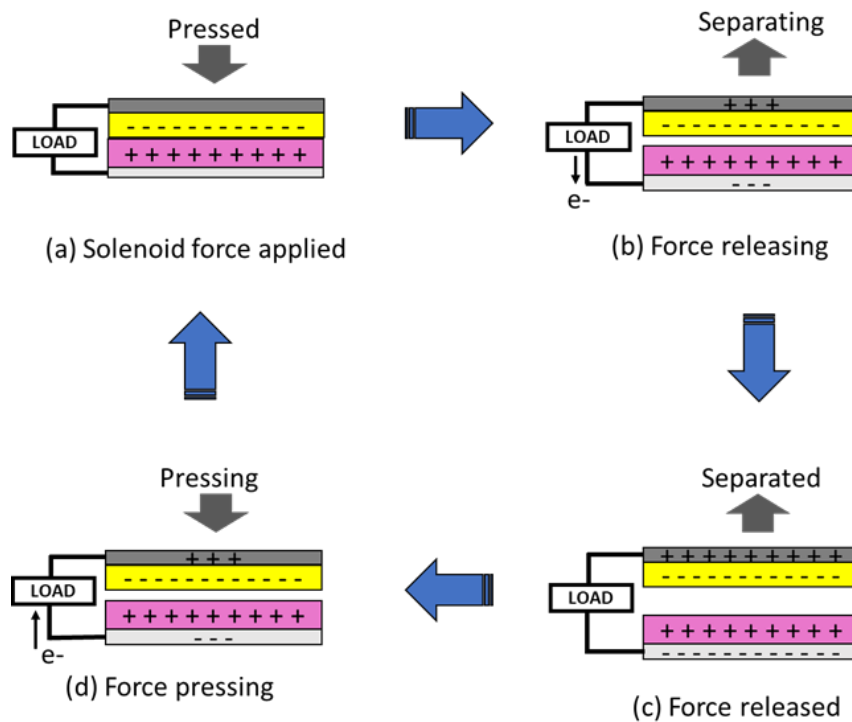 Pressed
LOAD
- - - - - - - - - - - -
+ + + + + + + + +
(a) Solenoid force applied
Separating
+ + +
LOAD
- - - - - - - - - - - -
+ + + + + + + + +
- - -
e-
(b) Force releasing
Pressing
+ + +
LOAD
- - - - - - - - - - - -
+ + + + + + + + +
- - -
e-
(d) Force pressing
Separated
+ + + + + + + + +
LOAD
- - - - - - - - - - - -
+ + + + + + + + +
- - - - - - - - - - - -
(c) Force released